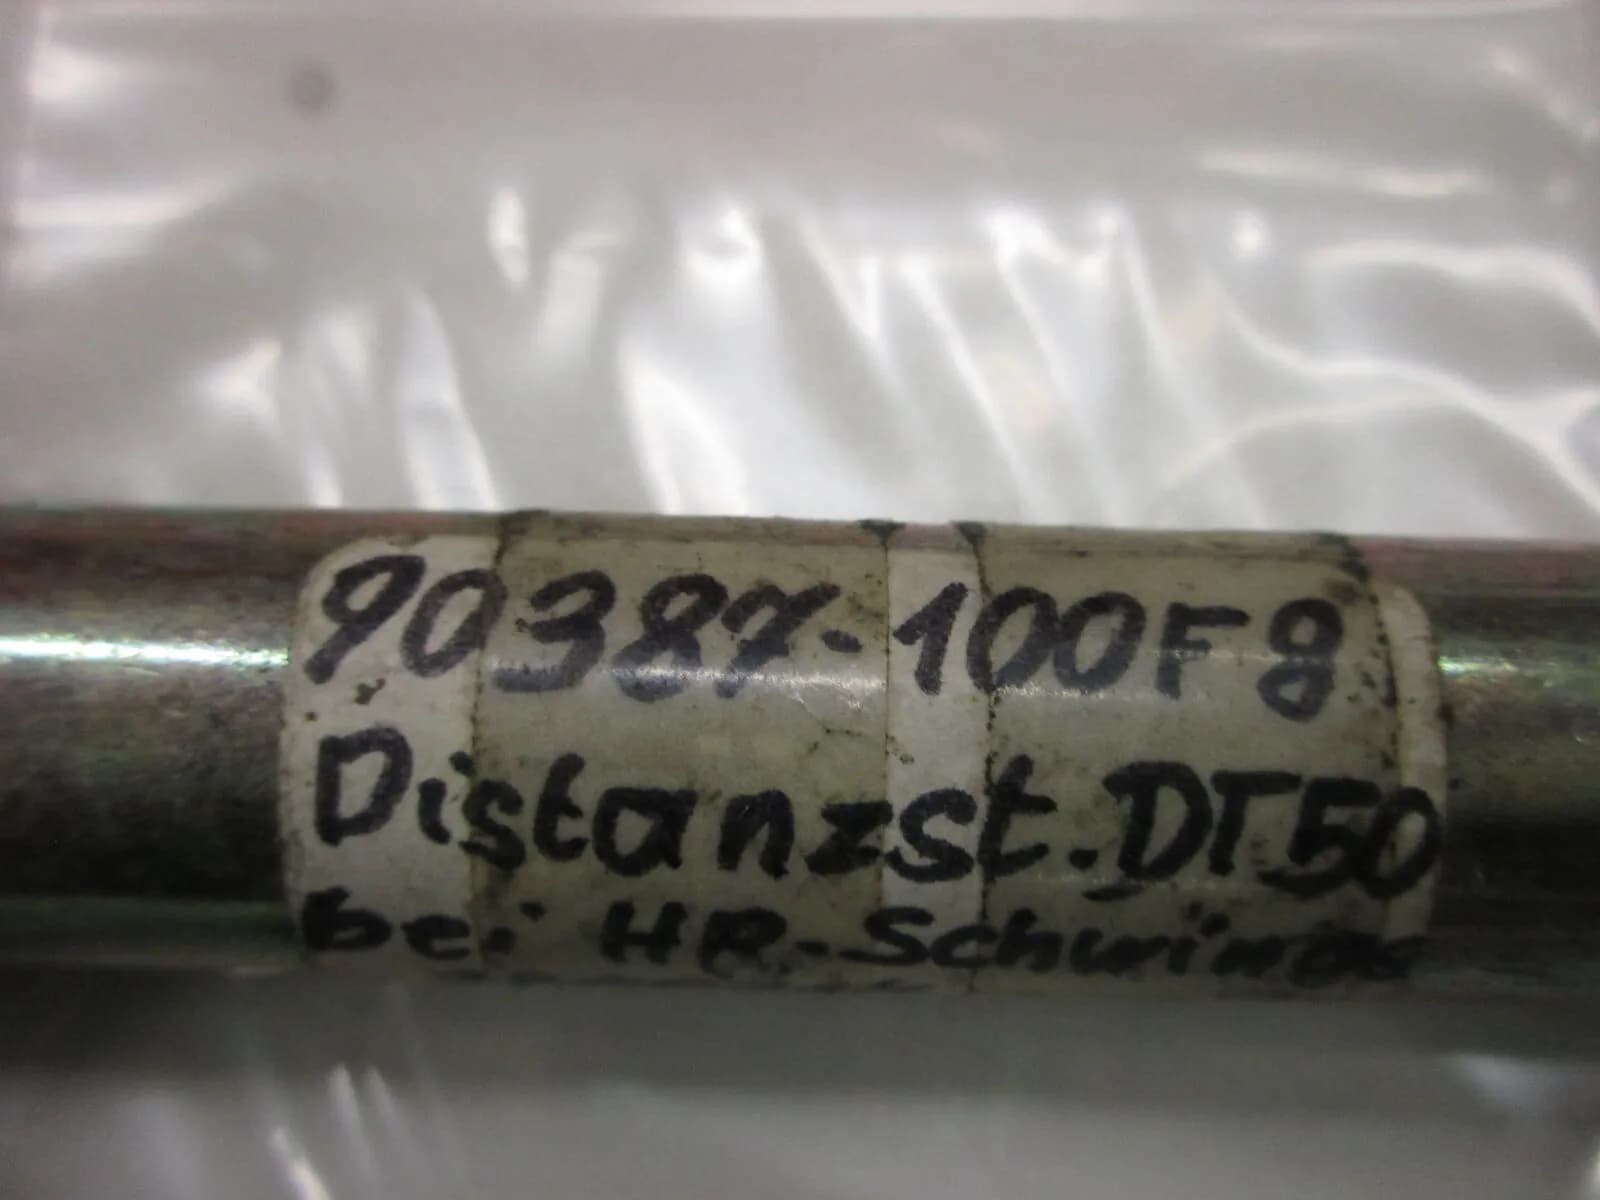 90387-100F8
Distanzst. DT50
bei HR-Schwinge